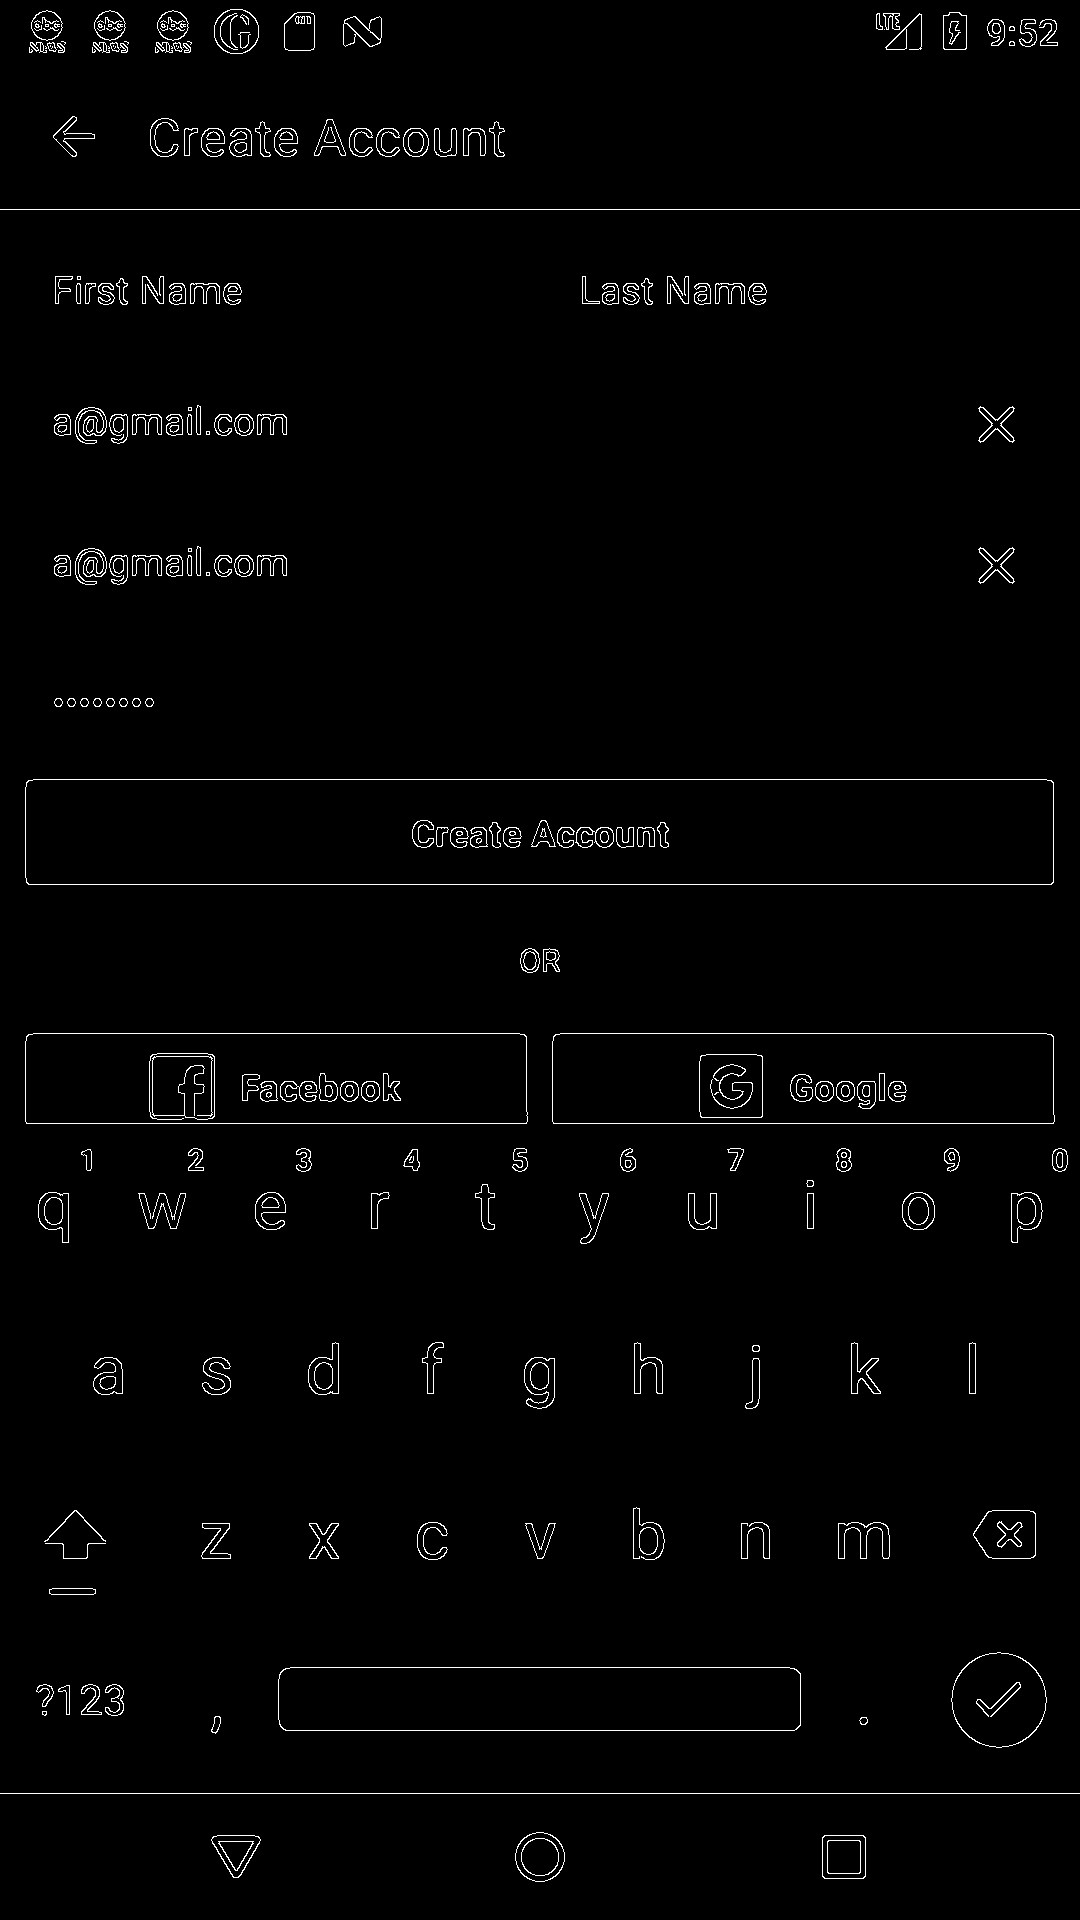 abc NEWS abc NEWS abc NEWS G N LTE 9:52
Create Account
First Name Last Name
a@gmail.com
a@gmail.com
Create Account
OR
f Facebook G Google
1 2 3 4 5 6 7 8 9 0
q w e r t y u i o p
a s d f g h j k l
z x c v b n m
?123 , .